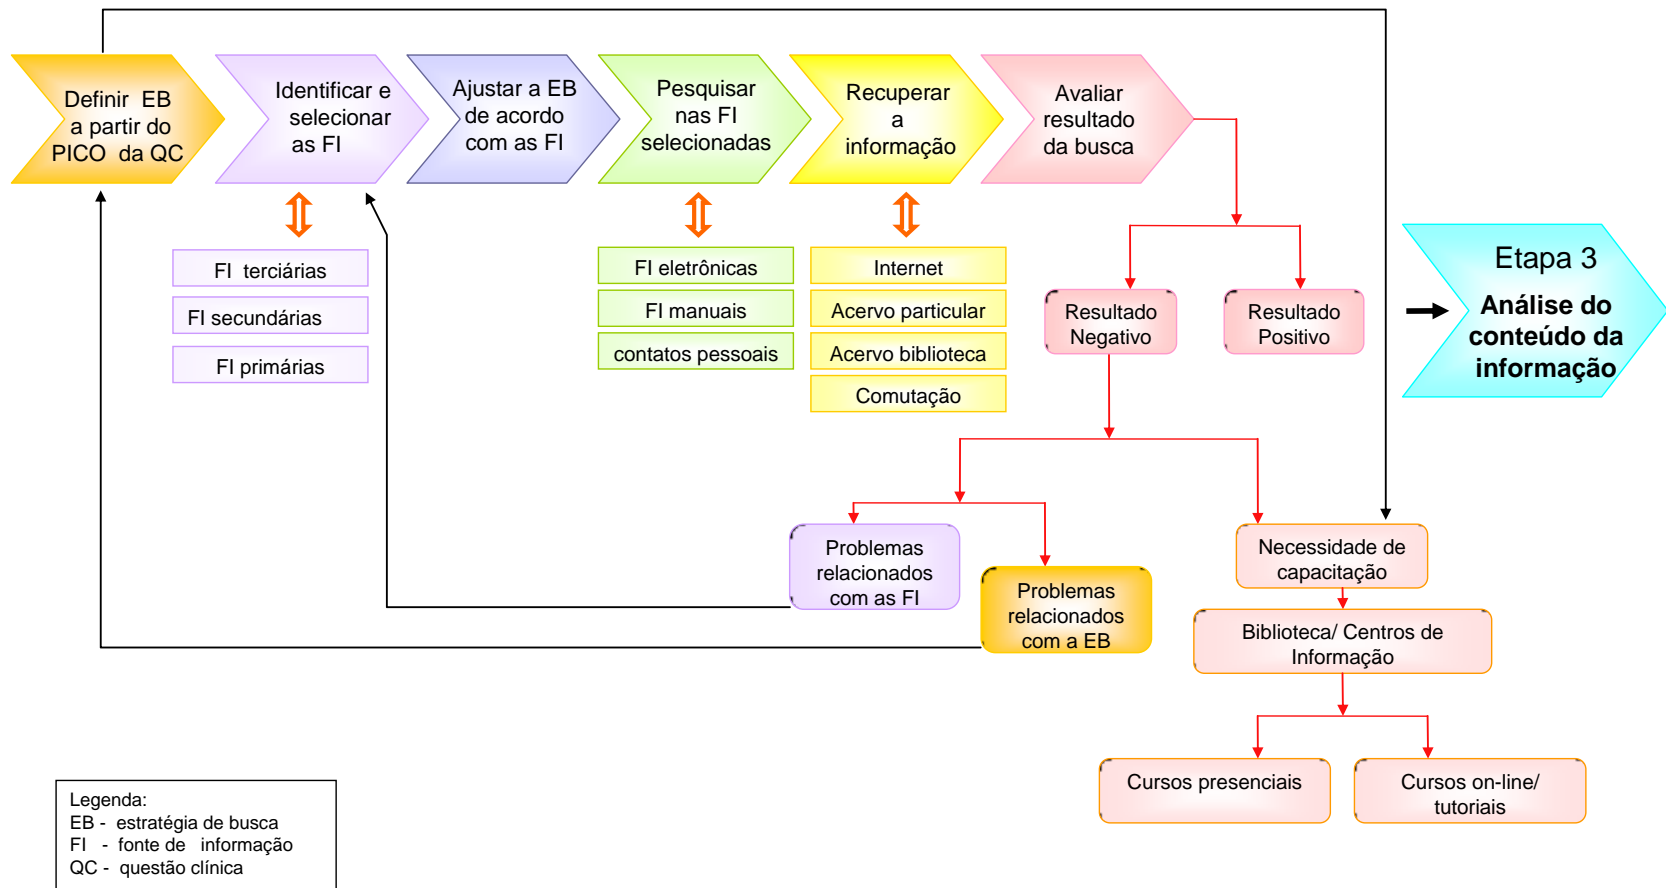 Definir EB
a partir do
PICO da QC
Identificar e
selecionar
as FI
Ajustar a EB
de acordo
com as FI
Pesquisar
nas FI
selecionadas
Recuperar
a
informação
Avaliar
resultado
da busca
FI terciárias
FI secundárias
FI primárias
FI eletrônicas
FI manuais
contatos pessoais
Internet
Acervo particular
Acervo biblioteca
Comutação
Resultado
Negativo
Resultado
Positivo
Etapa 3
Análise do
conteúdo da
informação
Problemas
relacionados
com as FI
Problemas
relacionados
com a EB
Necessidade de
capacitação
Biblioteca/ Centros de
Informação
Cursos presenciais
Cursos on-line/
tutoriais
Legenda:
EB - estratégia de busca
FI - fonte de informação
QC - questão clínica